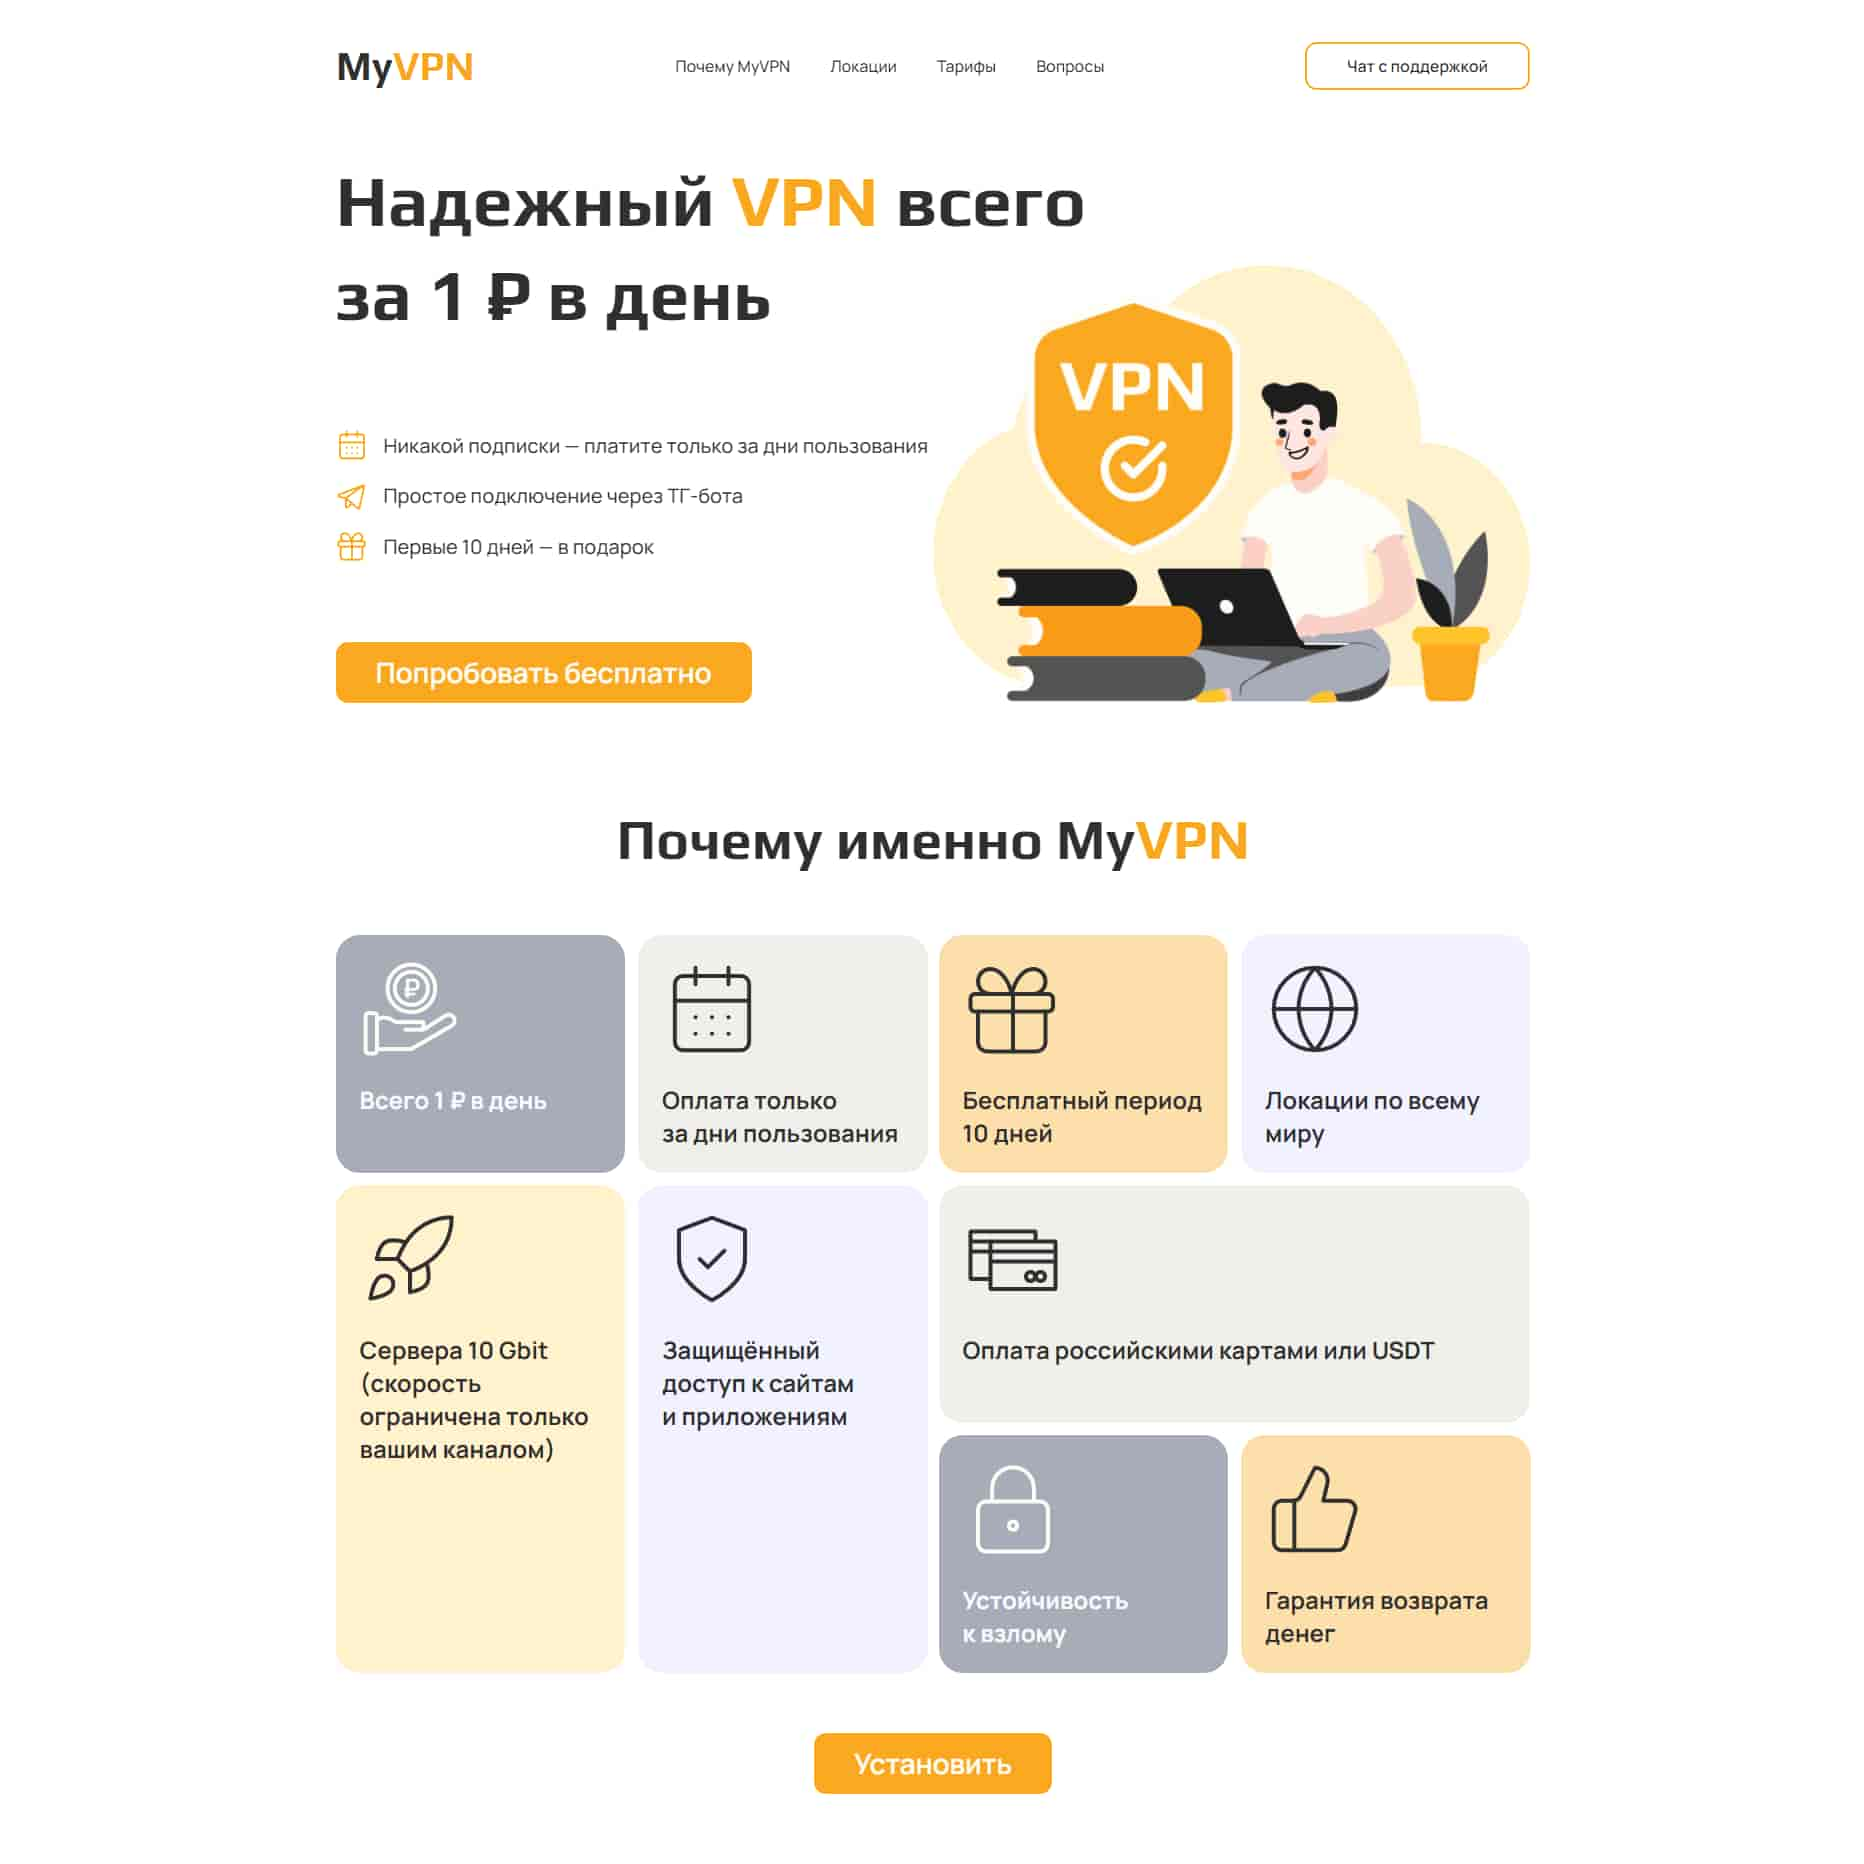 MyVPN
Почему MyVPN
Локации
Тарифы
Вопросы
Чат с поддержкой
Надежный VPN всего
за 1 ₽ в день
Никакой подписки — платите только за дни пользования
Простое подключение через ТГ-бота
Первые 10 дней — в подарок
Попробовать бесплатно
VPN
Почему именно MyVPN
₽
Всего 1 ₽ в день
Оплата только
за дни пользования
Бесплатный период
10 дней
Локации по всему
миру
Сервера 10 Gbit
(скорость
ограничена только
вашим каналом)
Защищённый
доступ к сайтам
и приложениям
Оплата российскими картами или USDT
Устойчивость
к взлому
Гарантия возврата
денег
Установить